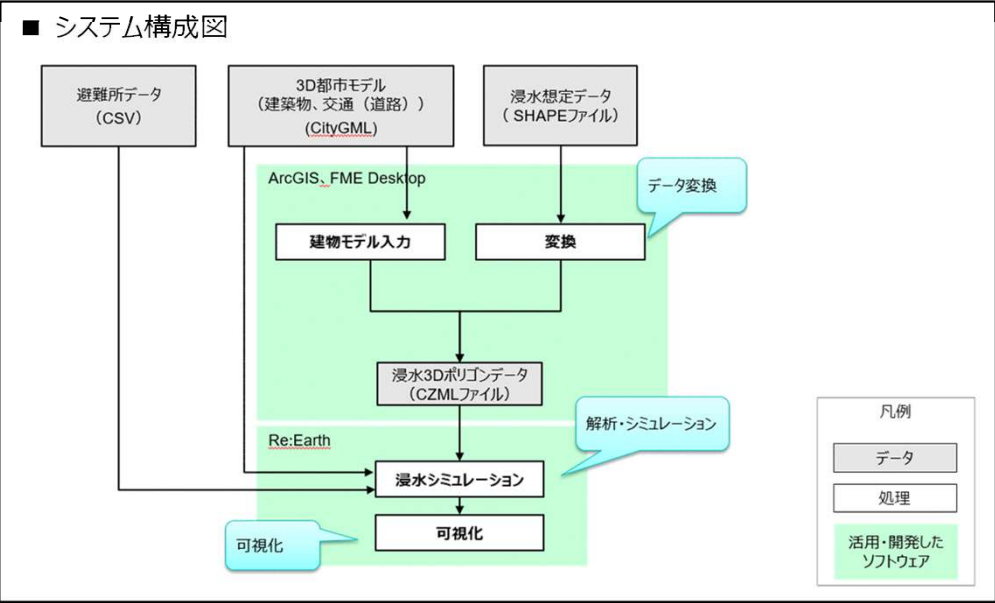 ■ システム構成図
避難所データ
（CSV）
3D都市モデル
（建築物、交通（道路））
(CityGML)
浸水想定データ
（ SHAPEファイル）
ArcGIS、FME Desktop
データ変換
建物モデル入力
変換
浸水3Dポリゴンデータ
（CZMLファイル）
解析・シミュレーション
Re:Earth
浸水シミュレーション
可視化
可視化
凡例
データ
処理
活用・開発した
ソフトウェア